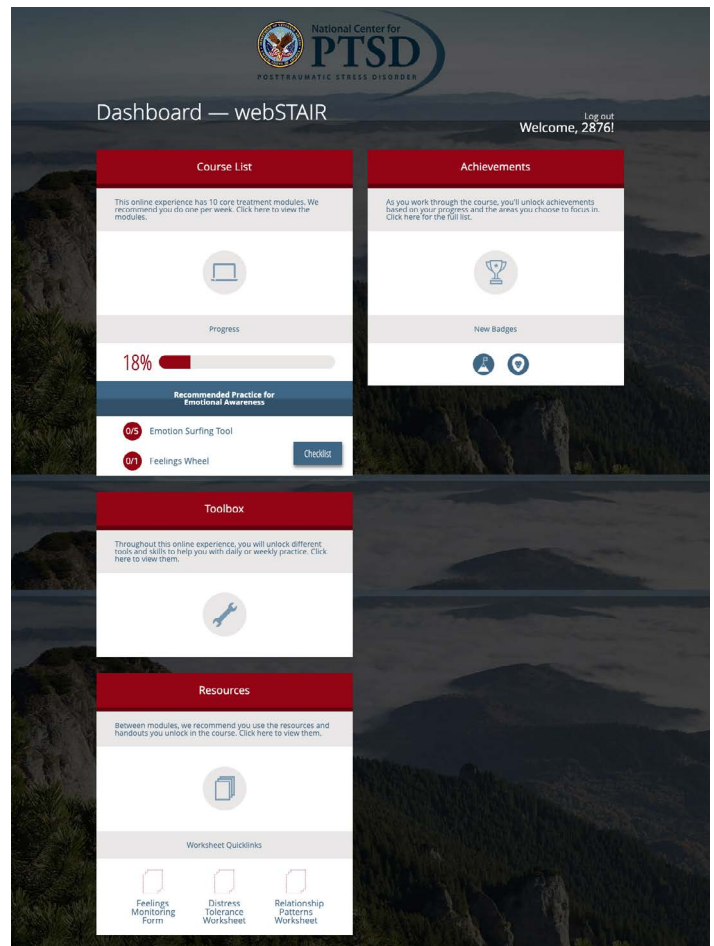 National Center for
PTSD
POSTTRAUMATIC STRESS DISORDER
Dashboard — webSTAIR
Log out
Welcome, 2876!
Course List
This online experience has 10 core treatment modules. We
recommend you do one per week. Click here to view the
modules.
Progress
18%
Recommended Practice for
Emotional Awareness
0/5 Emotion Surfing Tool
0/1 Feelings Wheel
Checklist
Achievements
As you work through the course, you'll unlock achievements
based on your progress and the areas you choose to focus in.
Click here for the full list.
New Badges
Toolbox
Throughout this online experience, you will unlock different
tools and skills to help you with daily or weekly practice. Click
here to view them.
Resources
Between modules, we recommend you use the resources and
handouts you unlock in the course. Click here to view them.
Worksheet Quicklinks
Feelings
Monitoring
Form
Distress
Tolerance
Worksheet
Relationship
Patterns
Worksheet